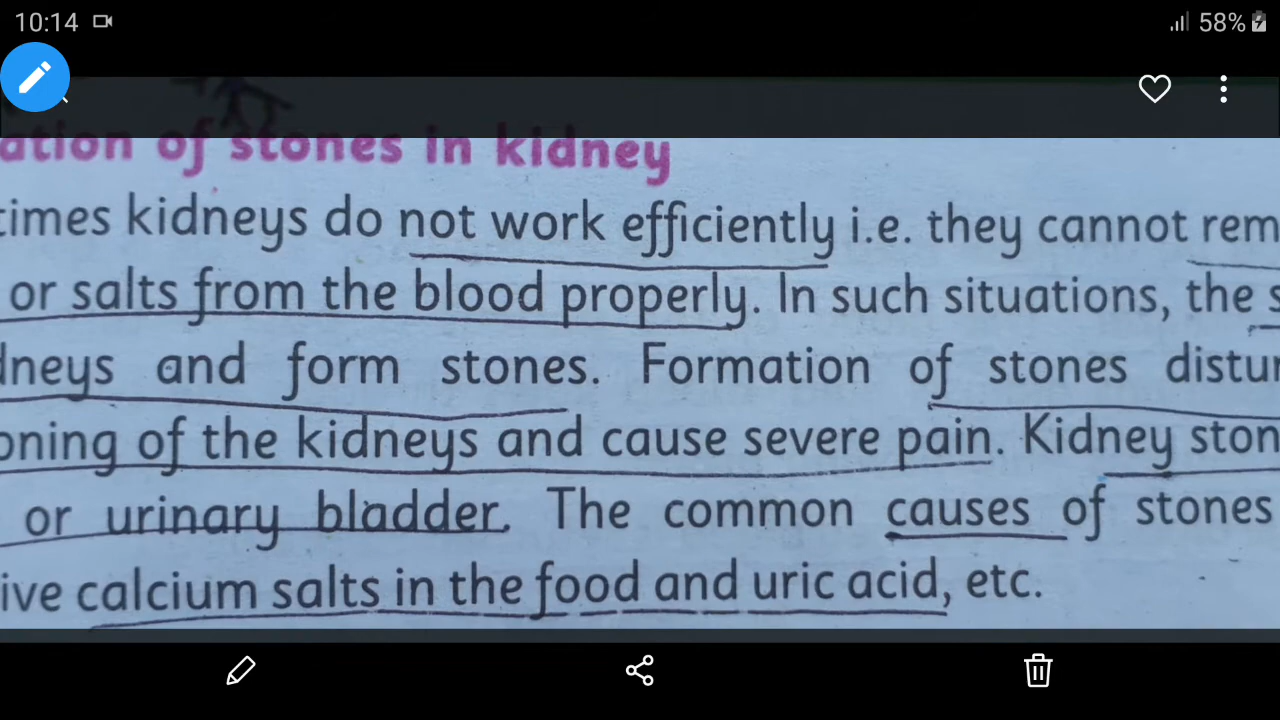 10:14
58%
ation of stones in kidney
times kidneys do not work efficiently i.e. they cannot rem
or salts from the blood properly. In such situations, the s
dneys and form stones. Formation of stones distur
oning of the kidneys and cause severe pain. Kidney ston
or urinary bladder. The common causes of stones
ive calcium salts in the food and uric acid, etc.